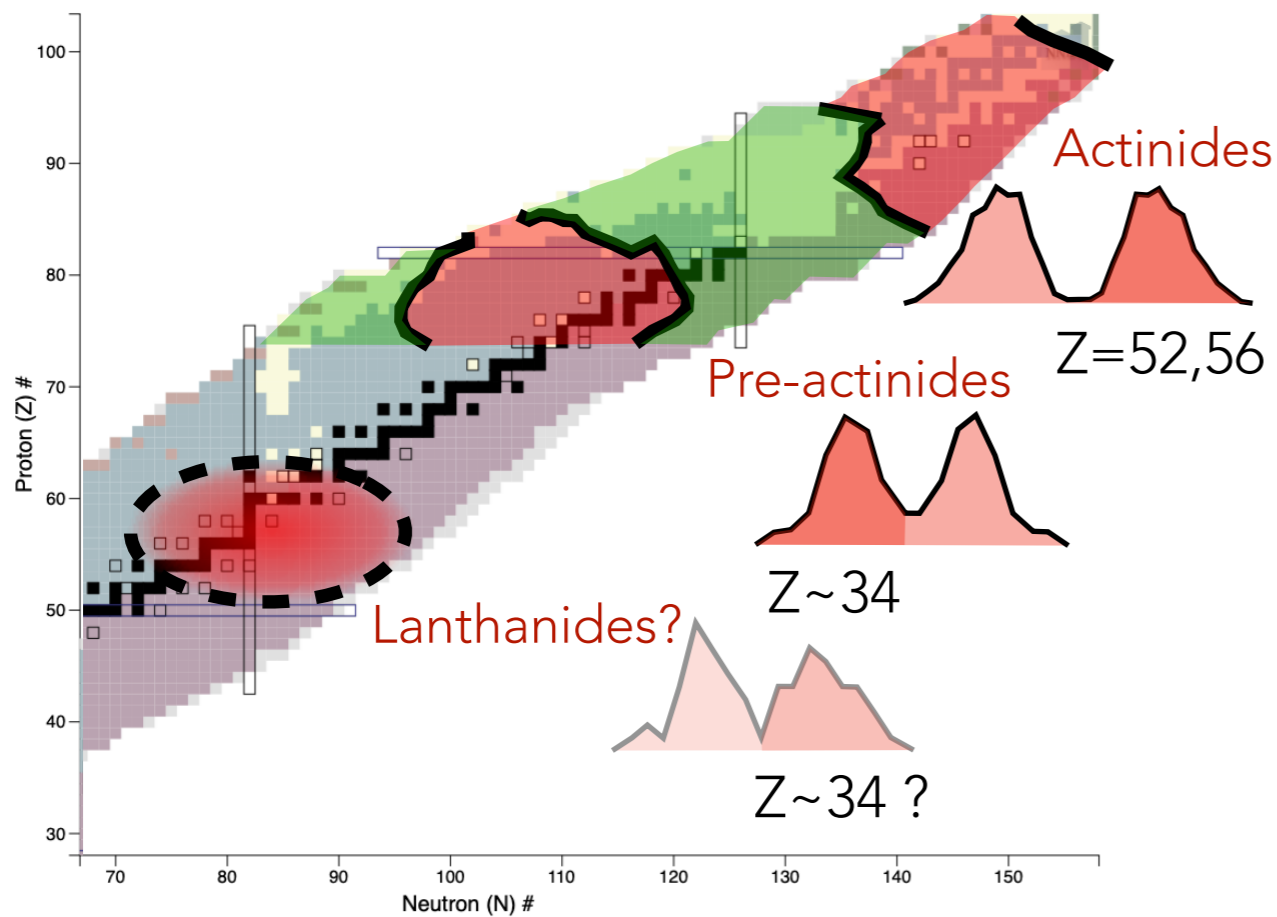 100
90
80
70
60
50
40
30
Proton (Z) #
70
80
90
100
110
120
130
140
150
Neutron (N) #
Actinides
Z=52,56
Pre-actinides
Z~34
Lanthanides?
Z~34 ?